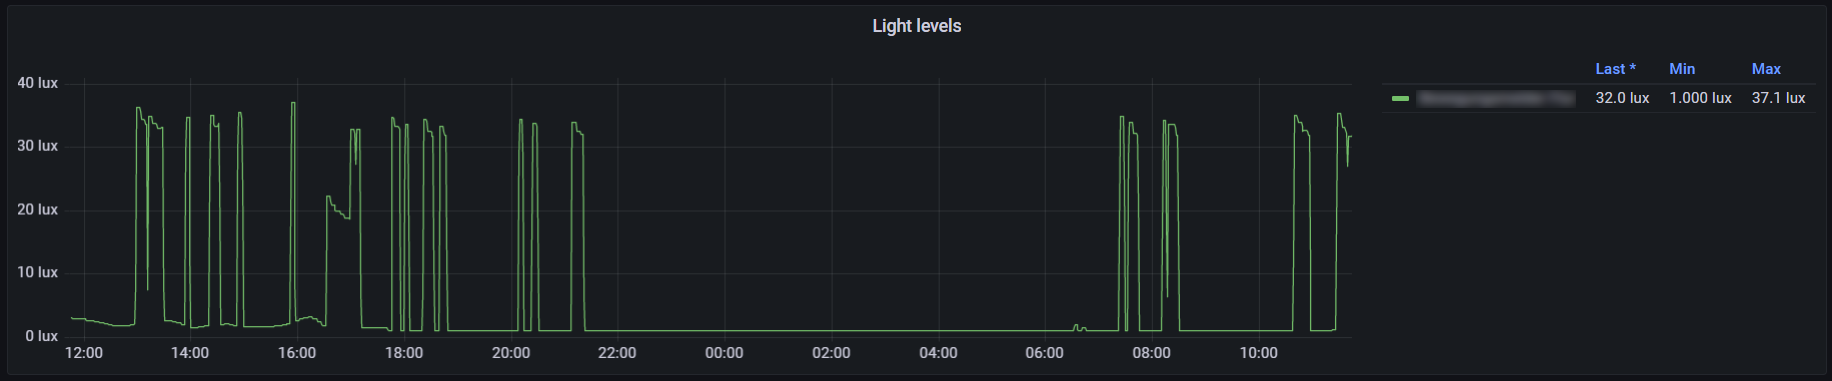 Light levels
Last * Min Max
32.0 lux 1.000 lux 37.1 lux
40 lux
30 lux
20 lux
10 lux
0 lux
12:00 14:00 16:00 18:00 20:00 22:00 00:00 02:00 04:00 06:00 08:00 10:00